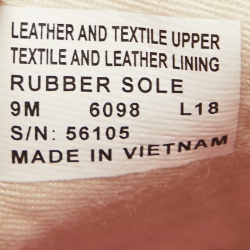 LEATHER AND TEXTILE UPPER
TEXTILE AND LEATHER LINING
RUBBER SOLE
9M 6098 L18
S/N: 56105
MADE IN VIETNAM